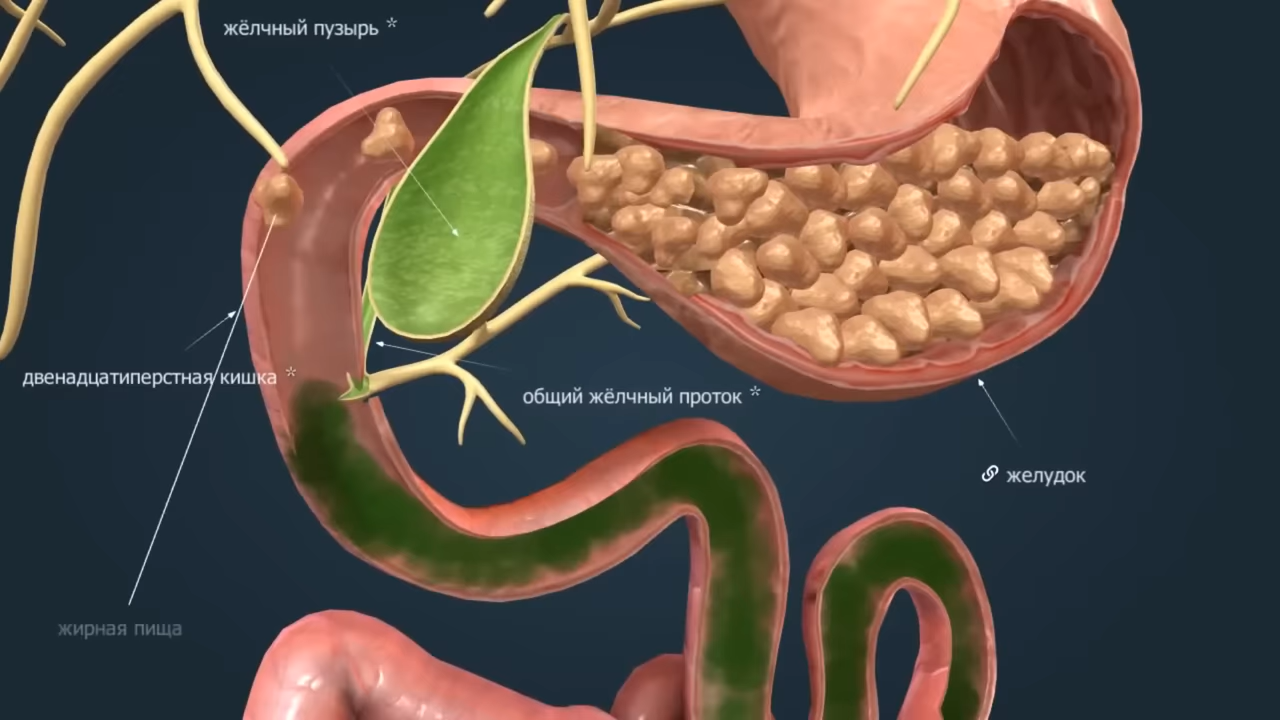 жёлчный пузырь *
двенадцатиперстная кишка *
общий жёлчный проток *
желудок
жирная пища